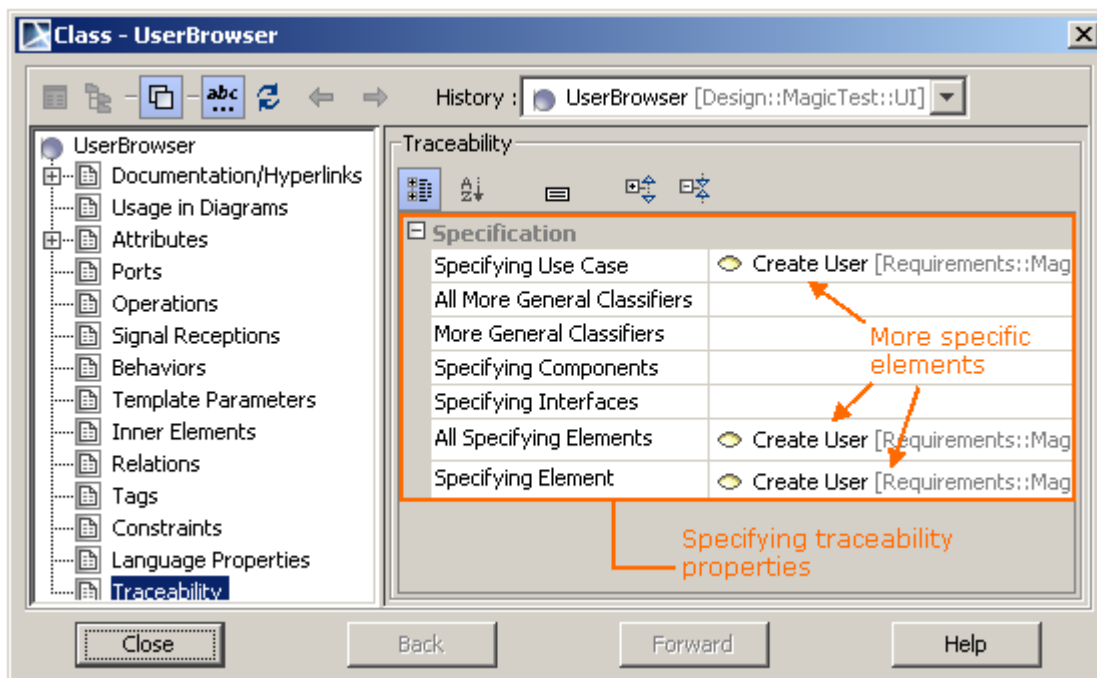 Class - UserBrowser
abc
History : UserBrowser [Design::MagicTest::UI]
UserBrowser
Documentation/Hyperlinks
Usage in Diagrams
Attributes
Ports
Operations
Signal Receptions
Behaviors
Template Parameters
Inner Elements
Relations
Tags
Constraints
Language Properties
Traceability
Traceability
A
Z
Specification
Specifying Use Case Create User [Requirements::Mag
All More General Classifiers
More General Classifiers
Specifying Components
Specifying Interfaces
All Specifying Elements Create User [Requirements::Mag
Specifying Element Create User [Requirements::Mag
More specific
elements
Specifying traceability
properties
Close Back Forward Help